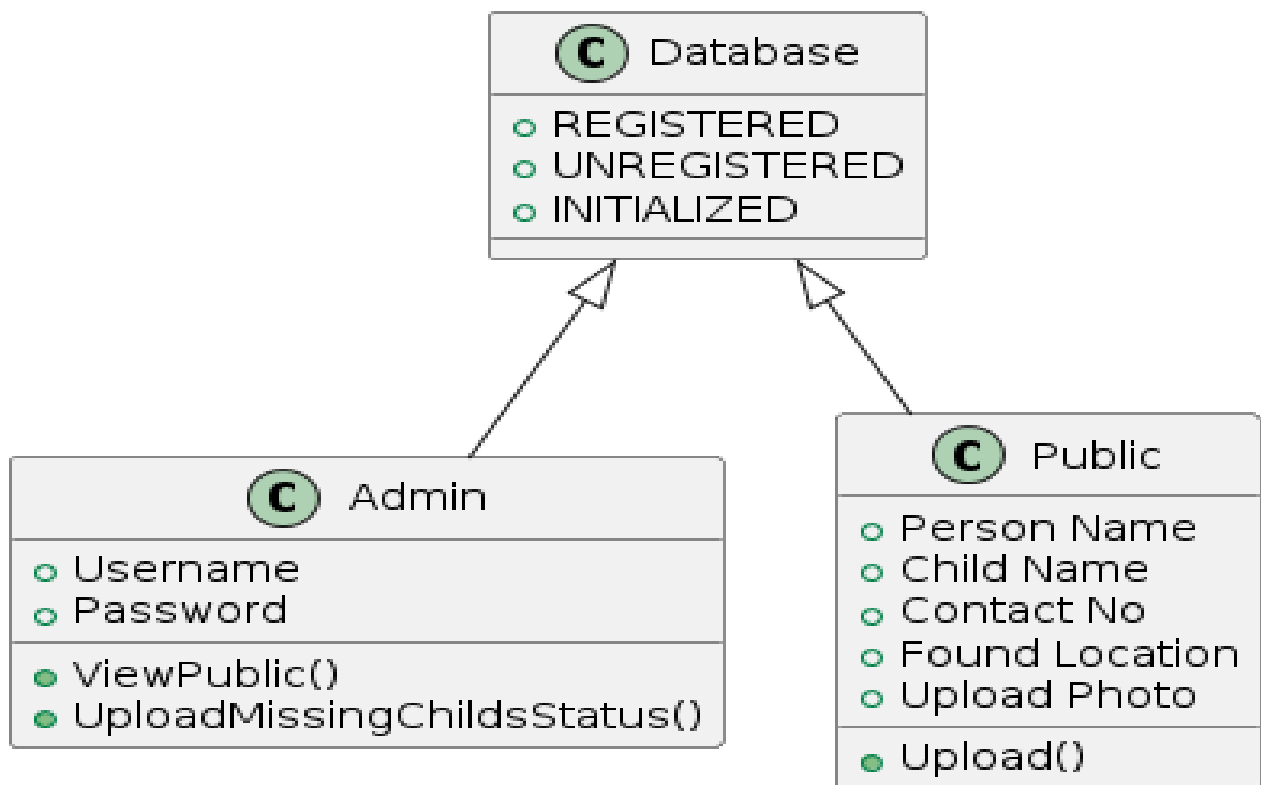 C Database
REGISTERED
UNREGISTERED
INITIALIZED
C Admin
Username
Password
ViewPublic()
UploadMissingChildsStatus()
C Public
Person Name
Child Name
Contact No
Found Location
Upload Photo
Upload()